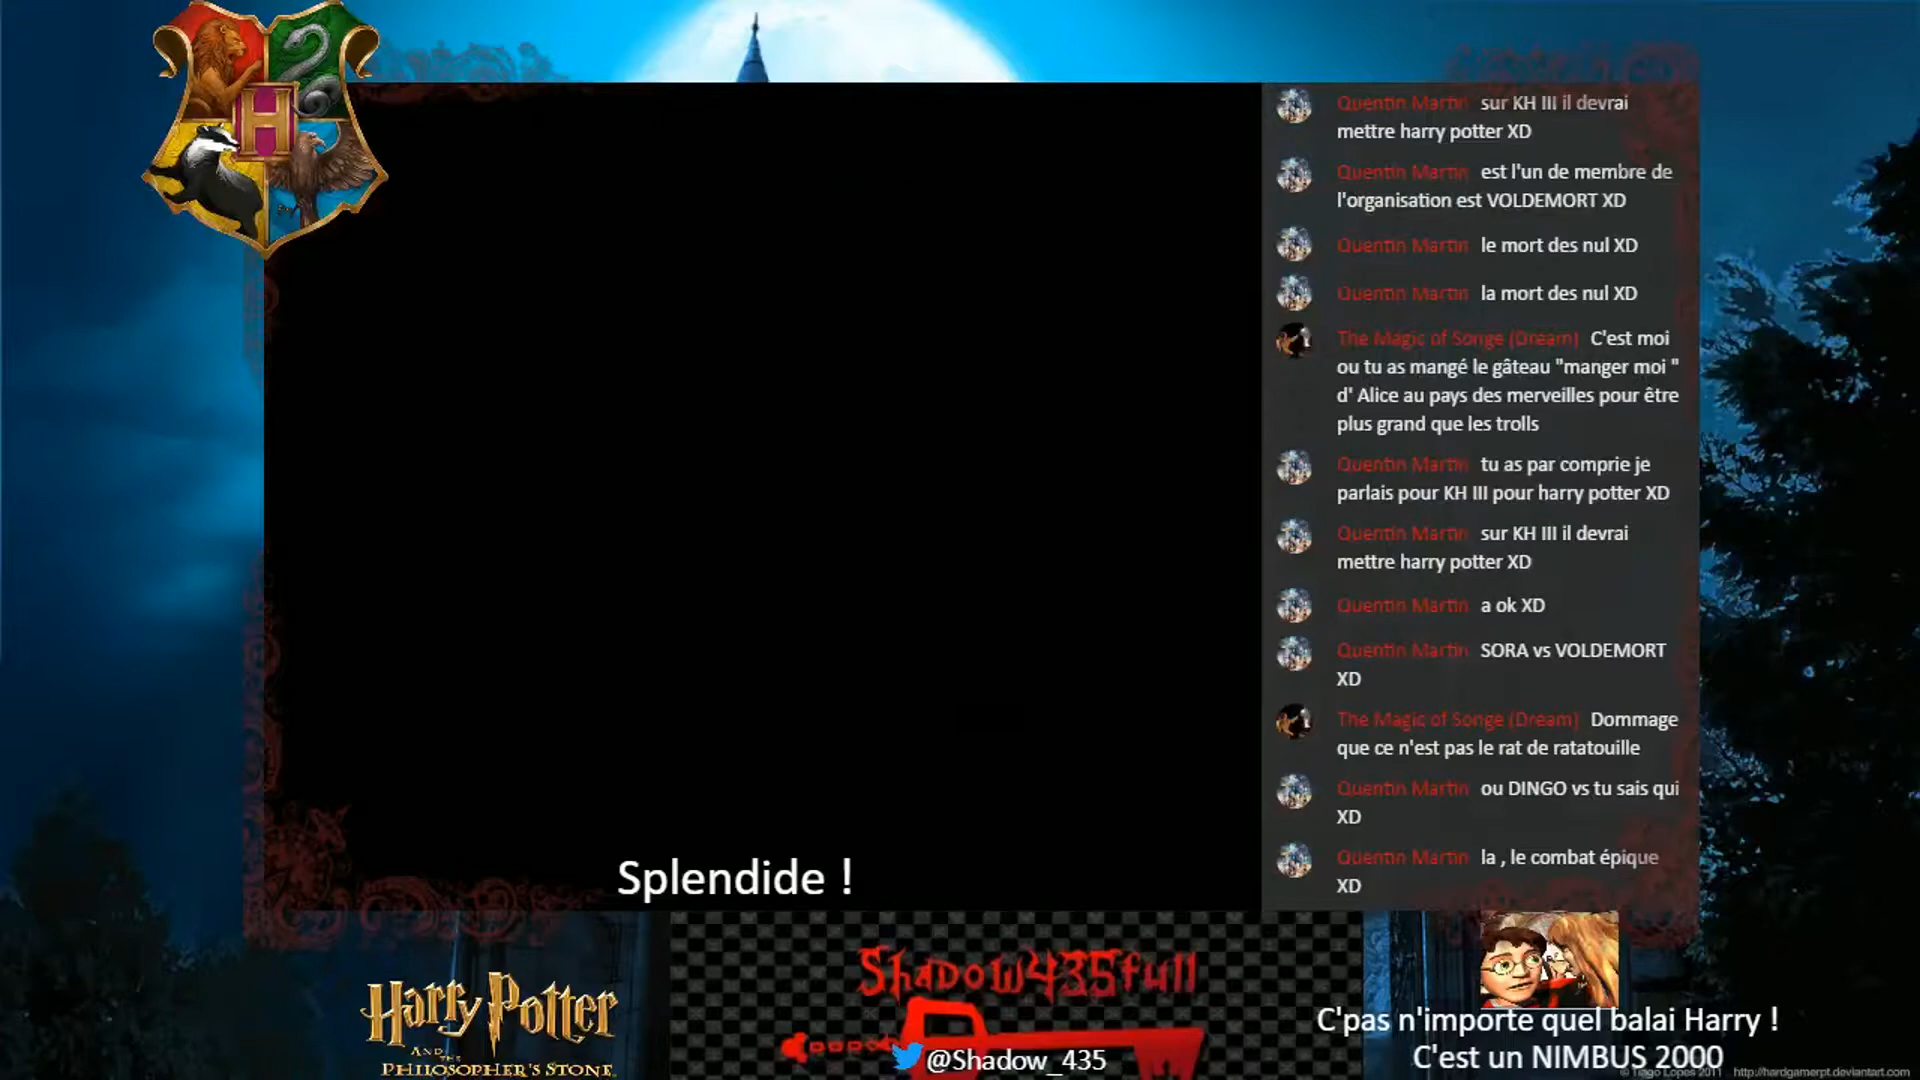 Quentin Martin sur KH III il devrai
mettre harry potter XD
Quentin Martin est l'un de membre de
l'organisation est VOLDEMORT XD
Quentin Martin le mort des nul XD
Quentin Martin la mort des nul XD
The Magic of Songe (Dream) C'est moi
ou tu as mangé le gâteau "manger moi "
d' Alice au pays des merveilles pour être
plus grand que les trolls
Quentin Martin tu as par comprie je
parlais pour KH III pour harry potter XD
Quentin Martin sur KH III il devrai
mettre harry potter XD
Quentin Martin a ok XD
Quentin Martin SORA vs VOLDEMORT
XD
The Magic of Songe (Dream) Dommage
que ce n'est pas le rat de ratatouille
Quentin Martin ou DINGO vs tu sais qui
XD
Quentin Martin la , le combat épique
XD
H
Splendide !
Harry Potter
AND THE
PHILOSOPHER'S STONE
Shadow435full
@Shadow_435
C'pas n'importe quel balai Harry !
C'est un NIMBUS 2000
© Tiago Lopes 2011 http://hardgamerpt.deviantart.com